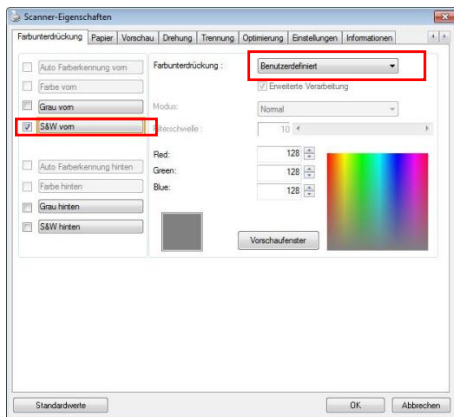 Scanner-Eigenschaften
Farbunterdrückung Papier Vorschau Drehung Trennung Optimierung Einstellungen Informationen
Auto Farberkennung vorn
Farbe vorn
Grau vorn
S&W vorn
Auto Farberkennung hinten
Farbe hinten
Grau hinten
S&W hinten
Farbunterdrückung : Benutzerdefiniert
Erweiterte Verarbeitung
Modus: Normal
Filterschwelle : 10
Red: 128
Green: 128
Blue: 128
Vorschaufenster
Standardwerte OK Abbrechen